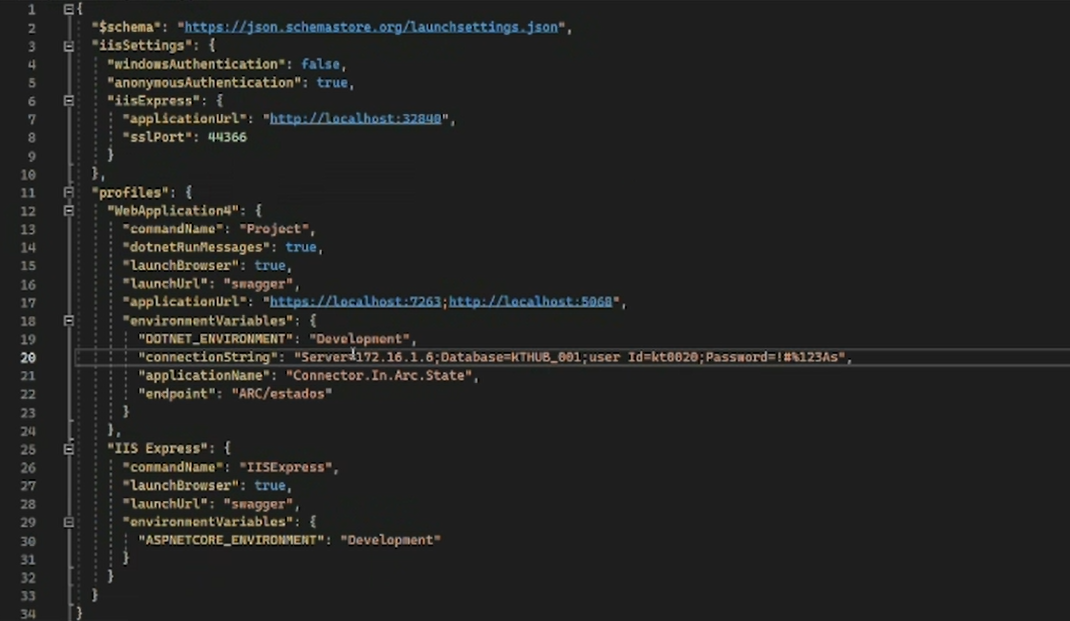 1 {
2 "$schema": "https://json.schemastore.org/launchsettings.json",
3 "iisSettings": {
4 "windowsAuthentication": false,
5 "anonymousAuthentication": true,
6 "iisExpress": {
7 "applicationUrl": "http://localhost:32840",
8 "sslPort": 44366
9 }
10 },
11 "profiles": {
12 "WebApplication4": {
13 "commandName": "Project",
14 "dotnetRunMessages": true,
15 "launchBrowser": true,
16 "launchUrl": "swagger",
17 "applicationUrl": "https://localhost:7263;http://localhost:5068",
18 "environmentVariables": {
19 "DOTNET_ENVIRONMENT": "Development",
20 "connectionString": "Server=172.16.1.6;Database=KTHUB_001;user Id=kt0020;Password=!#%123As",
21 "applicationName": "Connector.In.Arc.State",
22 "endpoint": "ARC/estados"
23 }
24 },
25 "IIS Express": {
26 "commandName": "IISExpress",
27 "launchBrowser": true,
28 "launchUrl": "swagger",
29 "environmentVariables": {
30 "ASPNETCORE_ENVIRONMENT": "Development"
31 }
32 }
33 }
34 }